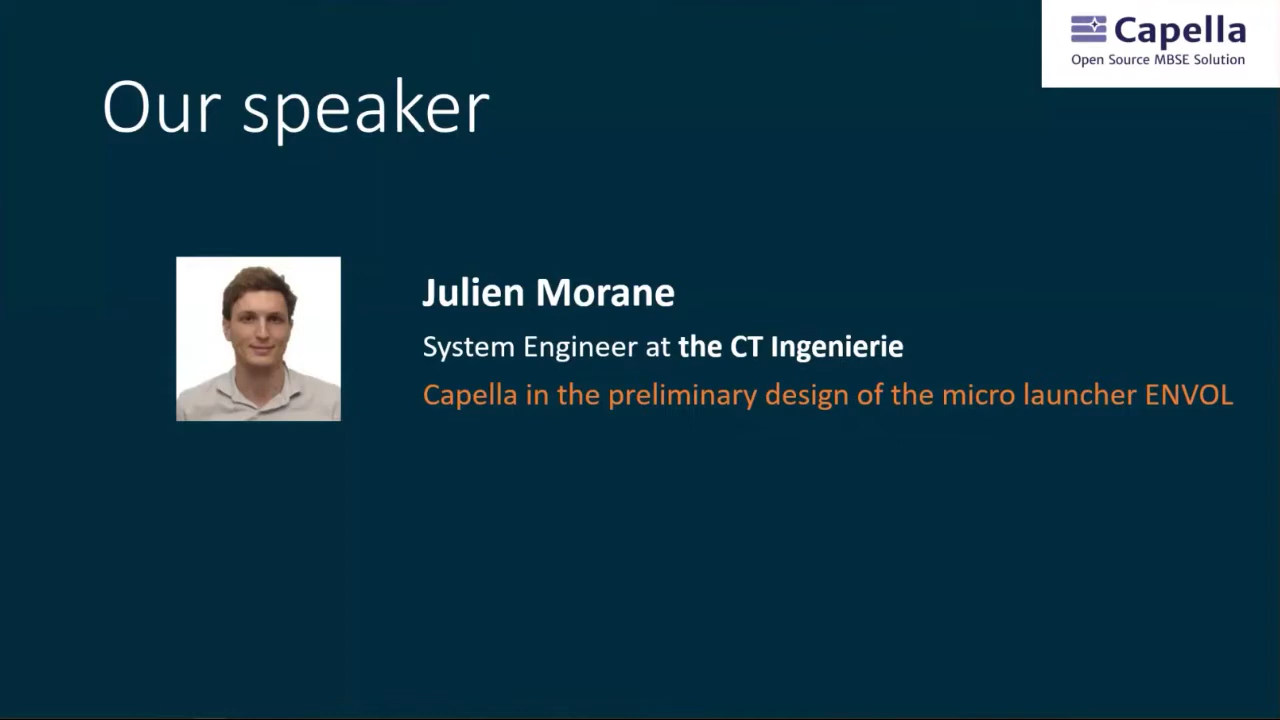 Capella
Open Source MBSE Solution
Our speaker
Julien Morane
System Engineer at the CT Ingenierie
Capella in the preliminary design of the micro launcher ENVOL